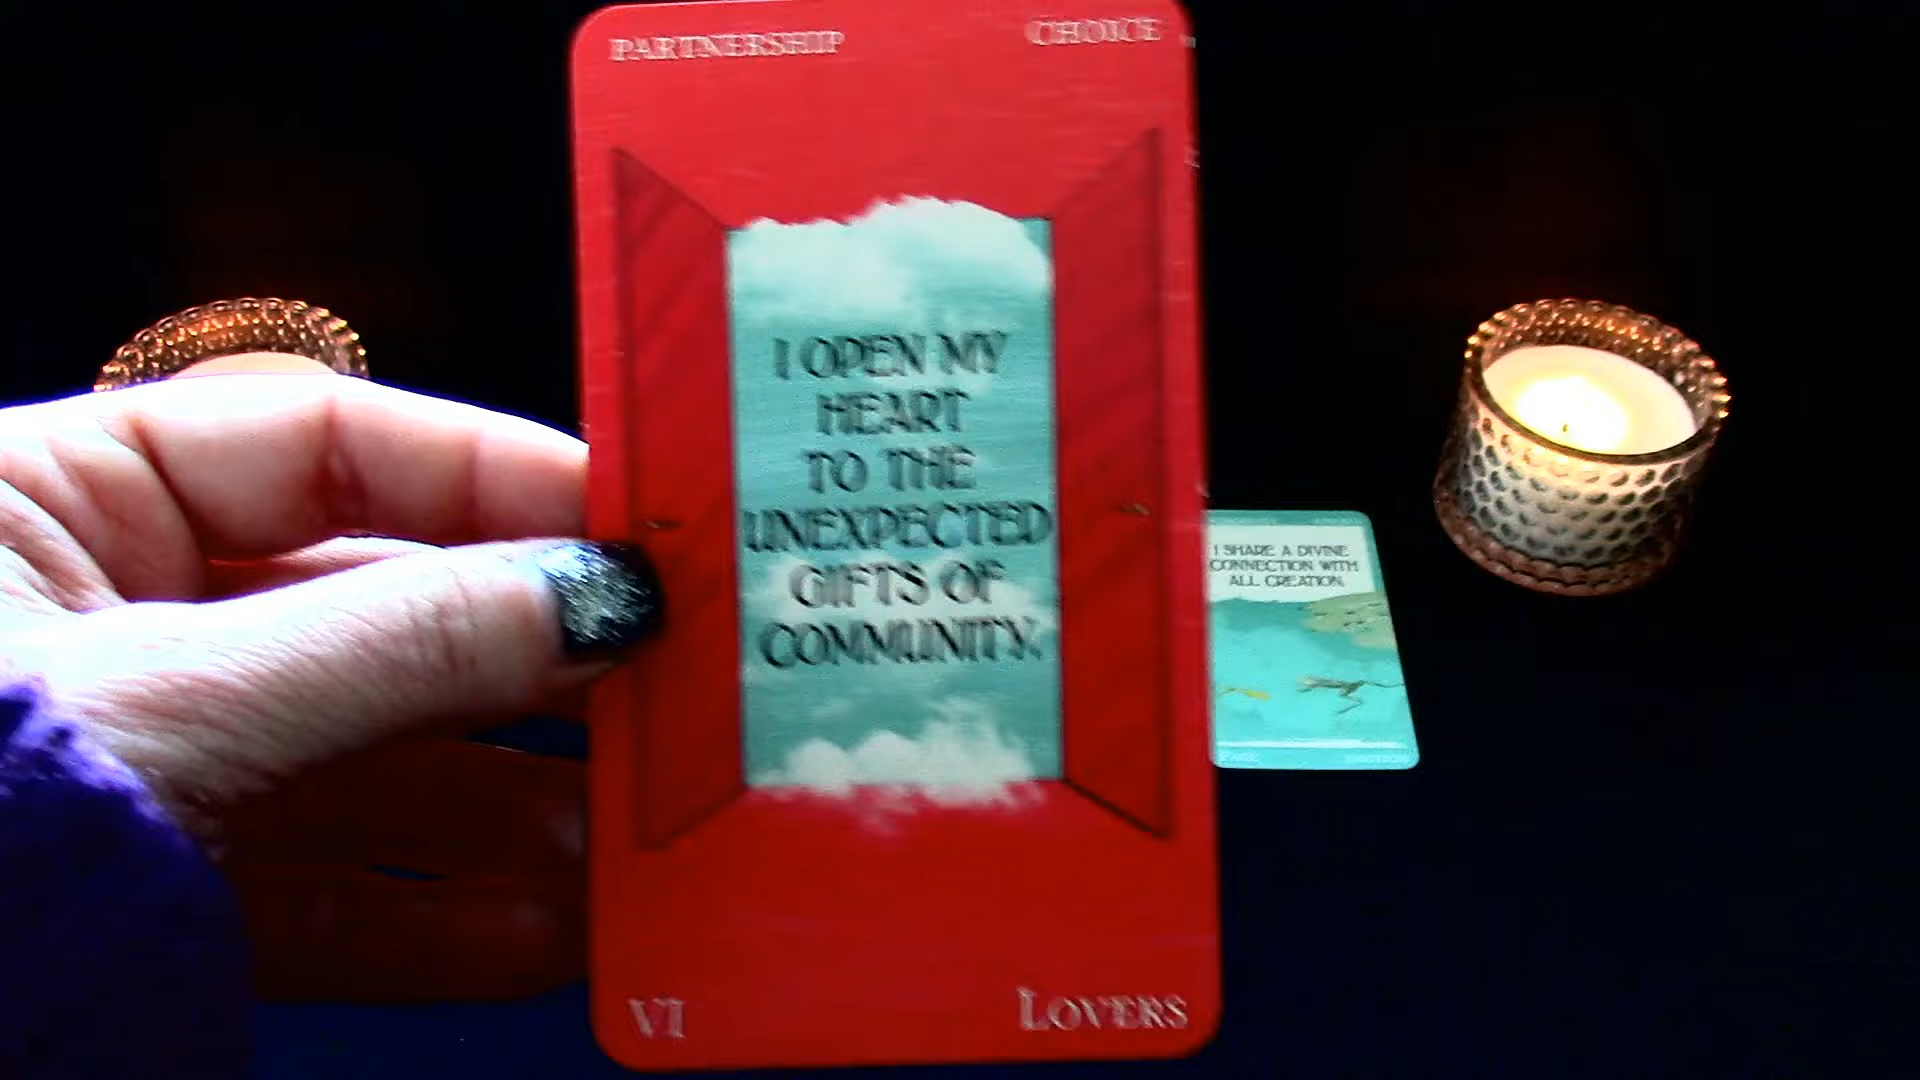 PARTNERSHIP CHOICE
I OPEN MY
HEART
TO THE
UNEXPECTED
GIFTS OF
COMMUNITY.
VI LOVERS
I SHARE A DIVINE
CONNECTION WITH
ALL CREATION.